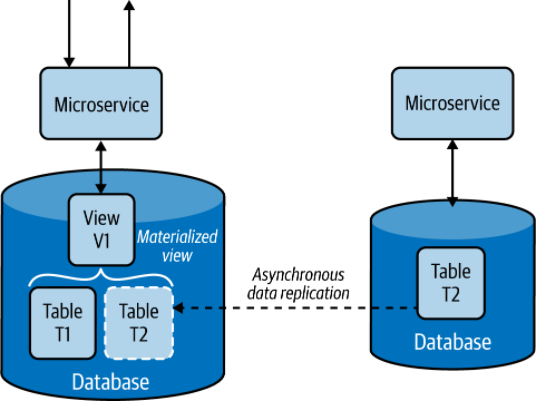 Microservice
View
V1
Materialized
view
Table
T1
Table
T2
Database
Asynchronous
data replication
Microservice
Table
T2
Database